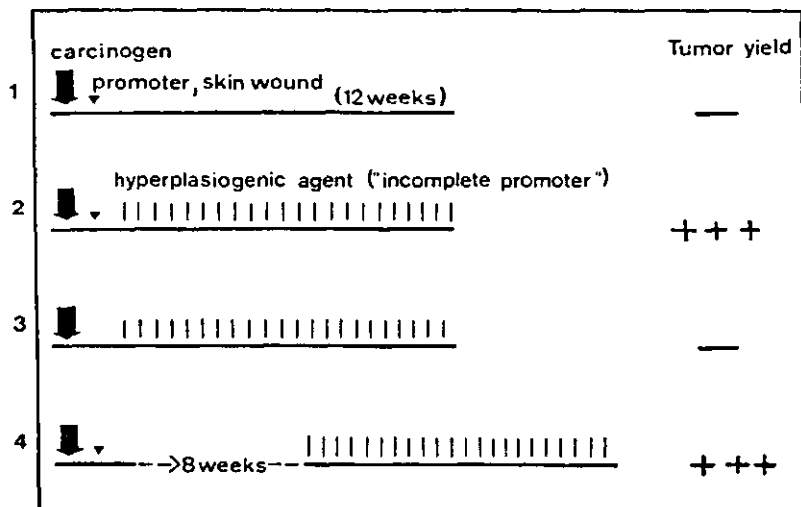 carcinogen Tumor yield
1 promoter, skin wound (12 weeks) —
hyperplasiogenic agent ("incomplete promoter")
2 +++
3 —
4 -->8 weeks-- +++